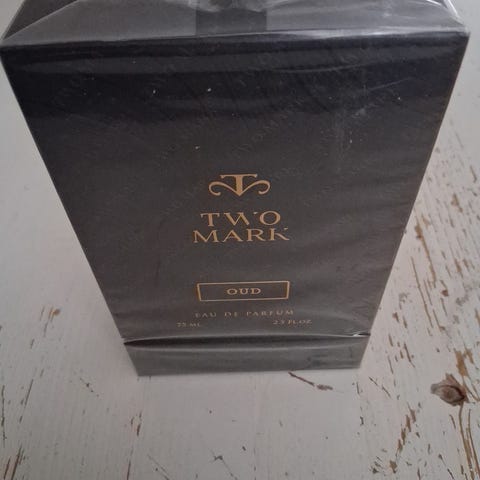 TWO
MARK
OUD
EAU DE PARFUM
75 ML 2.5 FL.OZ.